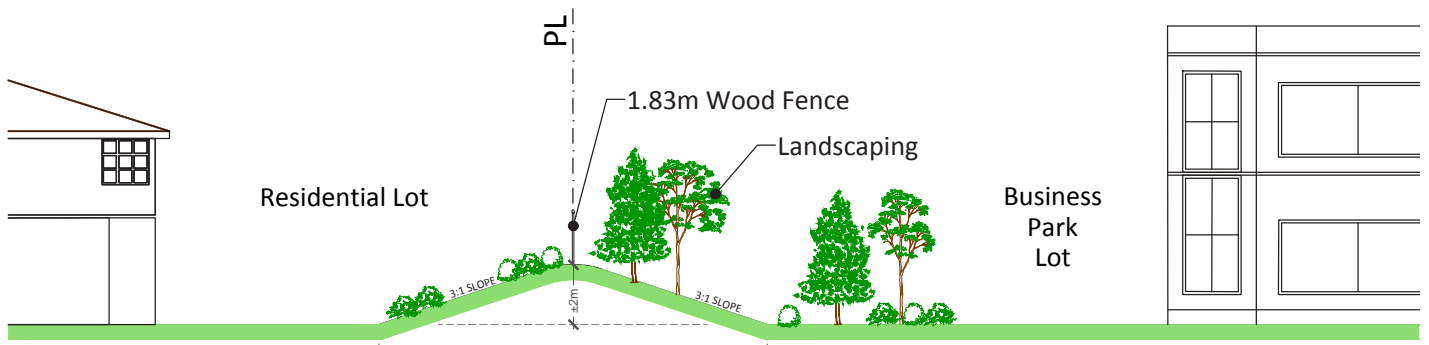 PL
1.83m Wood Fence
Landscaping
Residential Lot
Business
Park
Lot
3:1 SLOPE
±2m
3:1 SLOPE